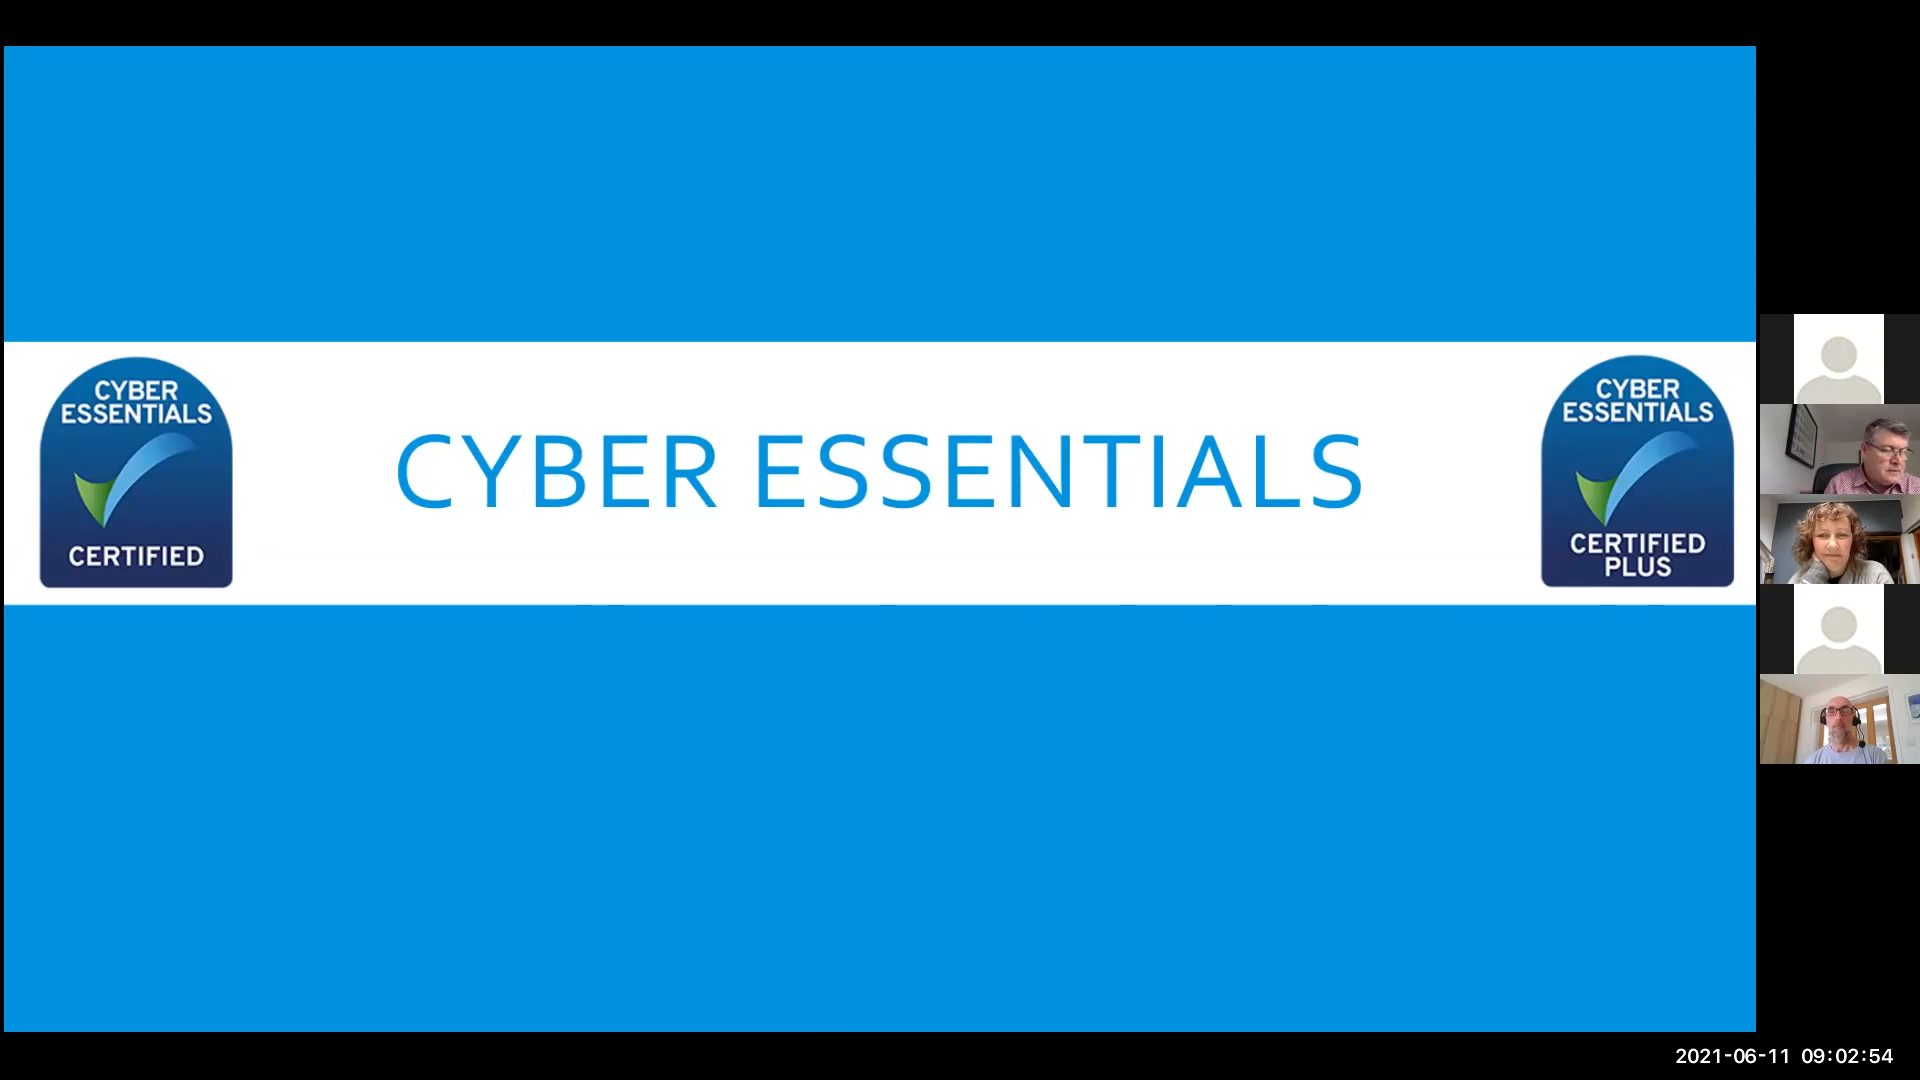 CYBER
ESSENTIALS
CERTIFIED
CYBER ESSENTIALS
CYBER
ESSENTIALS
CERTIFIED
PLUS
2021-06-11 09:02:54